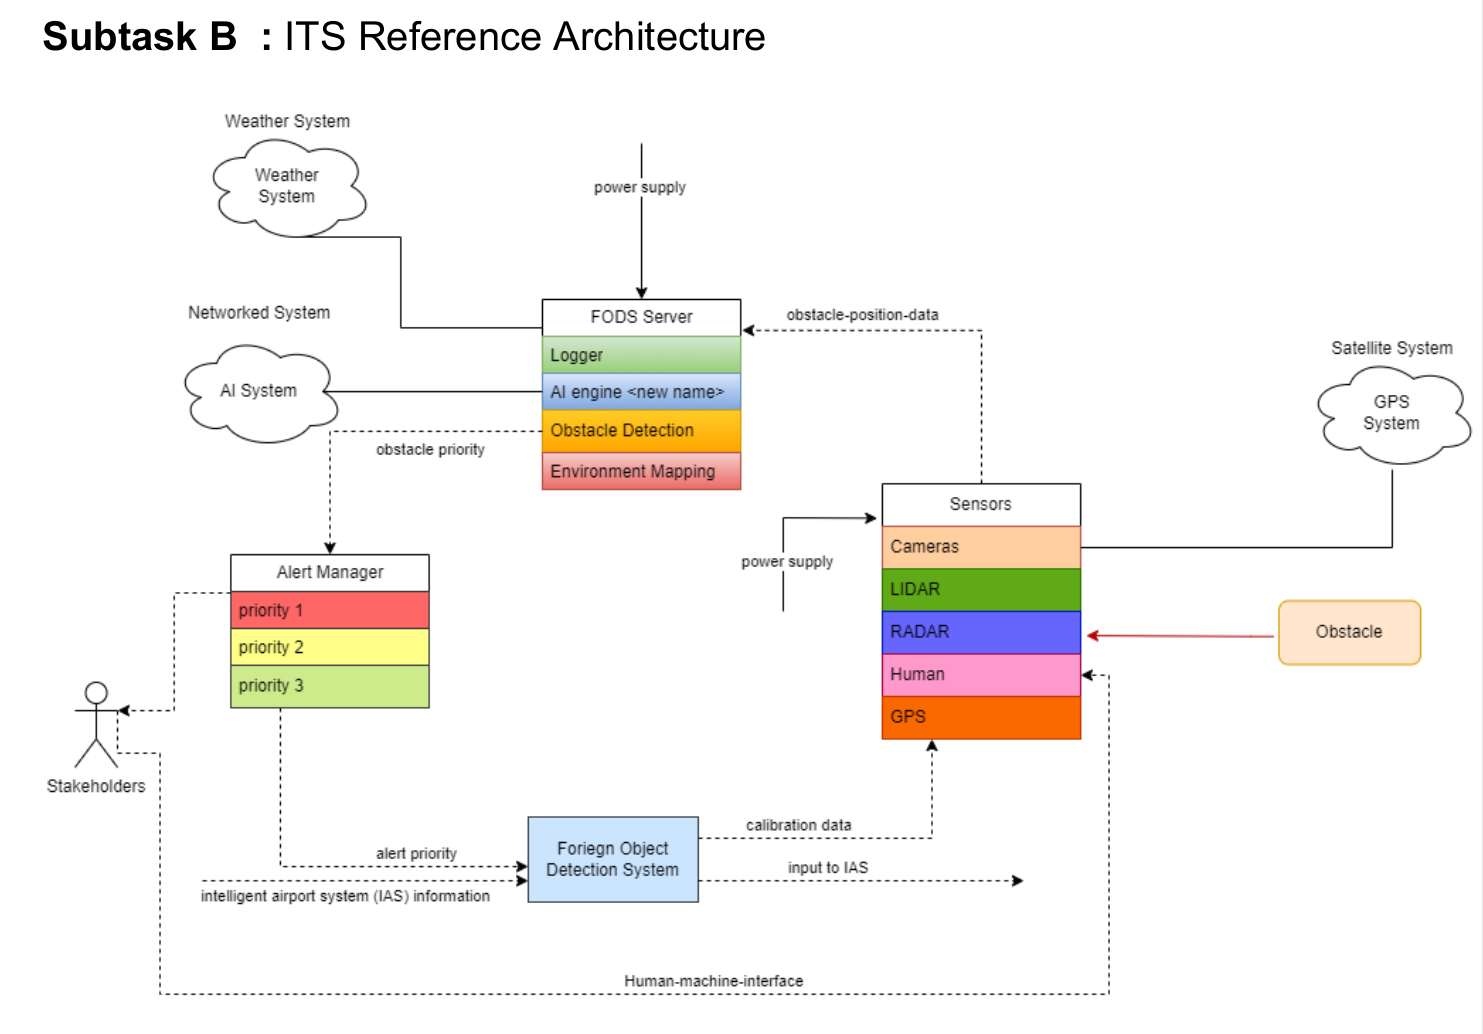 Subtask B : ITS Reference Architecture
Weather System
Weather
System
power supply
Networked System
AI System
FODS Server
Logger
AI engine <new name>
Obstacle Detection
Environment Mapping
obstacle-position-data
obstacle priority
Satellite System
GPS
System
Sensors
Cameras
LIDAR
RADAR
Human
GPS
power supply
Obstacle
Alert Manager
priority 1
priority 2
priority 3
Stakeholders
alert priority
intelligent airport system (IAS) information
Foriegn Object
Detection System
calibration data
input to IAS
Human-machine-interface